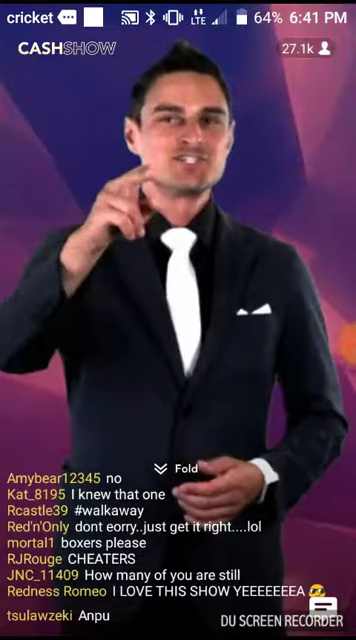 cricket LTE 64% 6:41 PM
CASHSHOW
27.1k
Fold
Amybear12345 no
Kat_8195 I knew that one
Rcastle39 #walkaway
Red'n'Only dont eorry..just get it right....lol
mortal1 boxers please
RJRouge CHEATERS
JNC_11409 How many of you are still
Redness Romeo I LOVE THIS SHOW YEEEEEEEA
tsulawzeki Anpu
DU SCREEN RECORDER